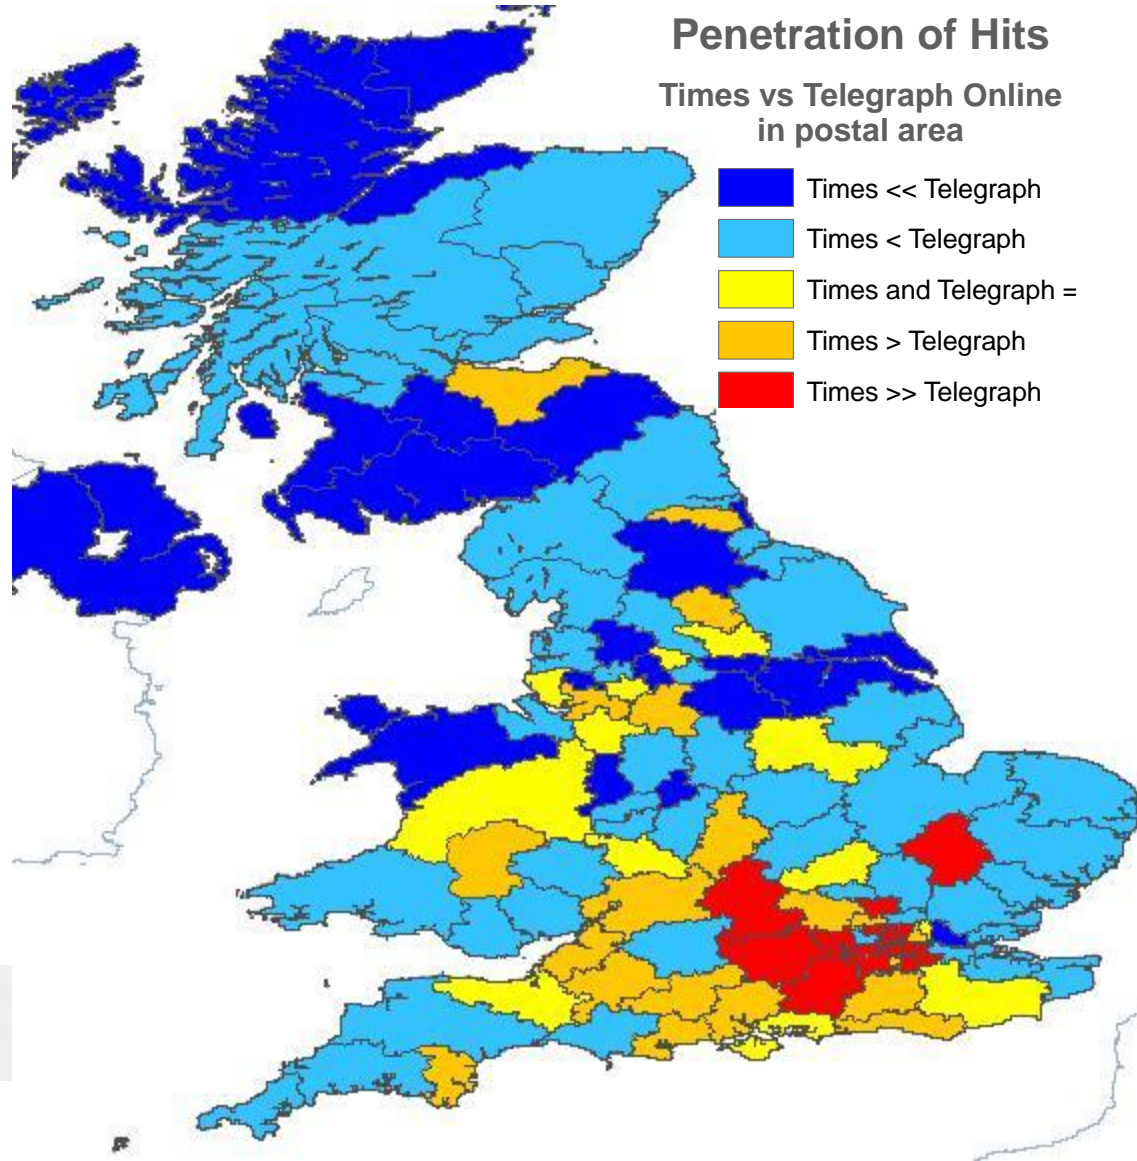 Penetration of Hits
Times vs Telegraph Online
in postal area
Times << Telegraph
Times < Telegraph
Times and Telegraph =
Times > Telegraph
Times >> Telegraph